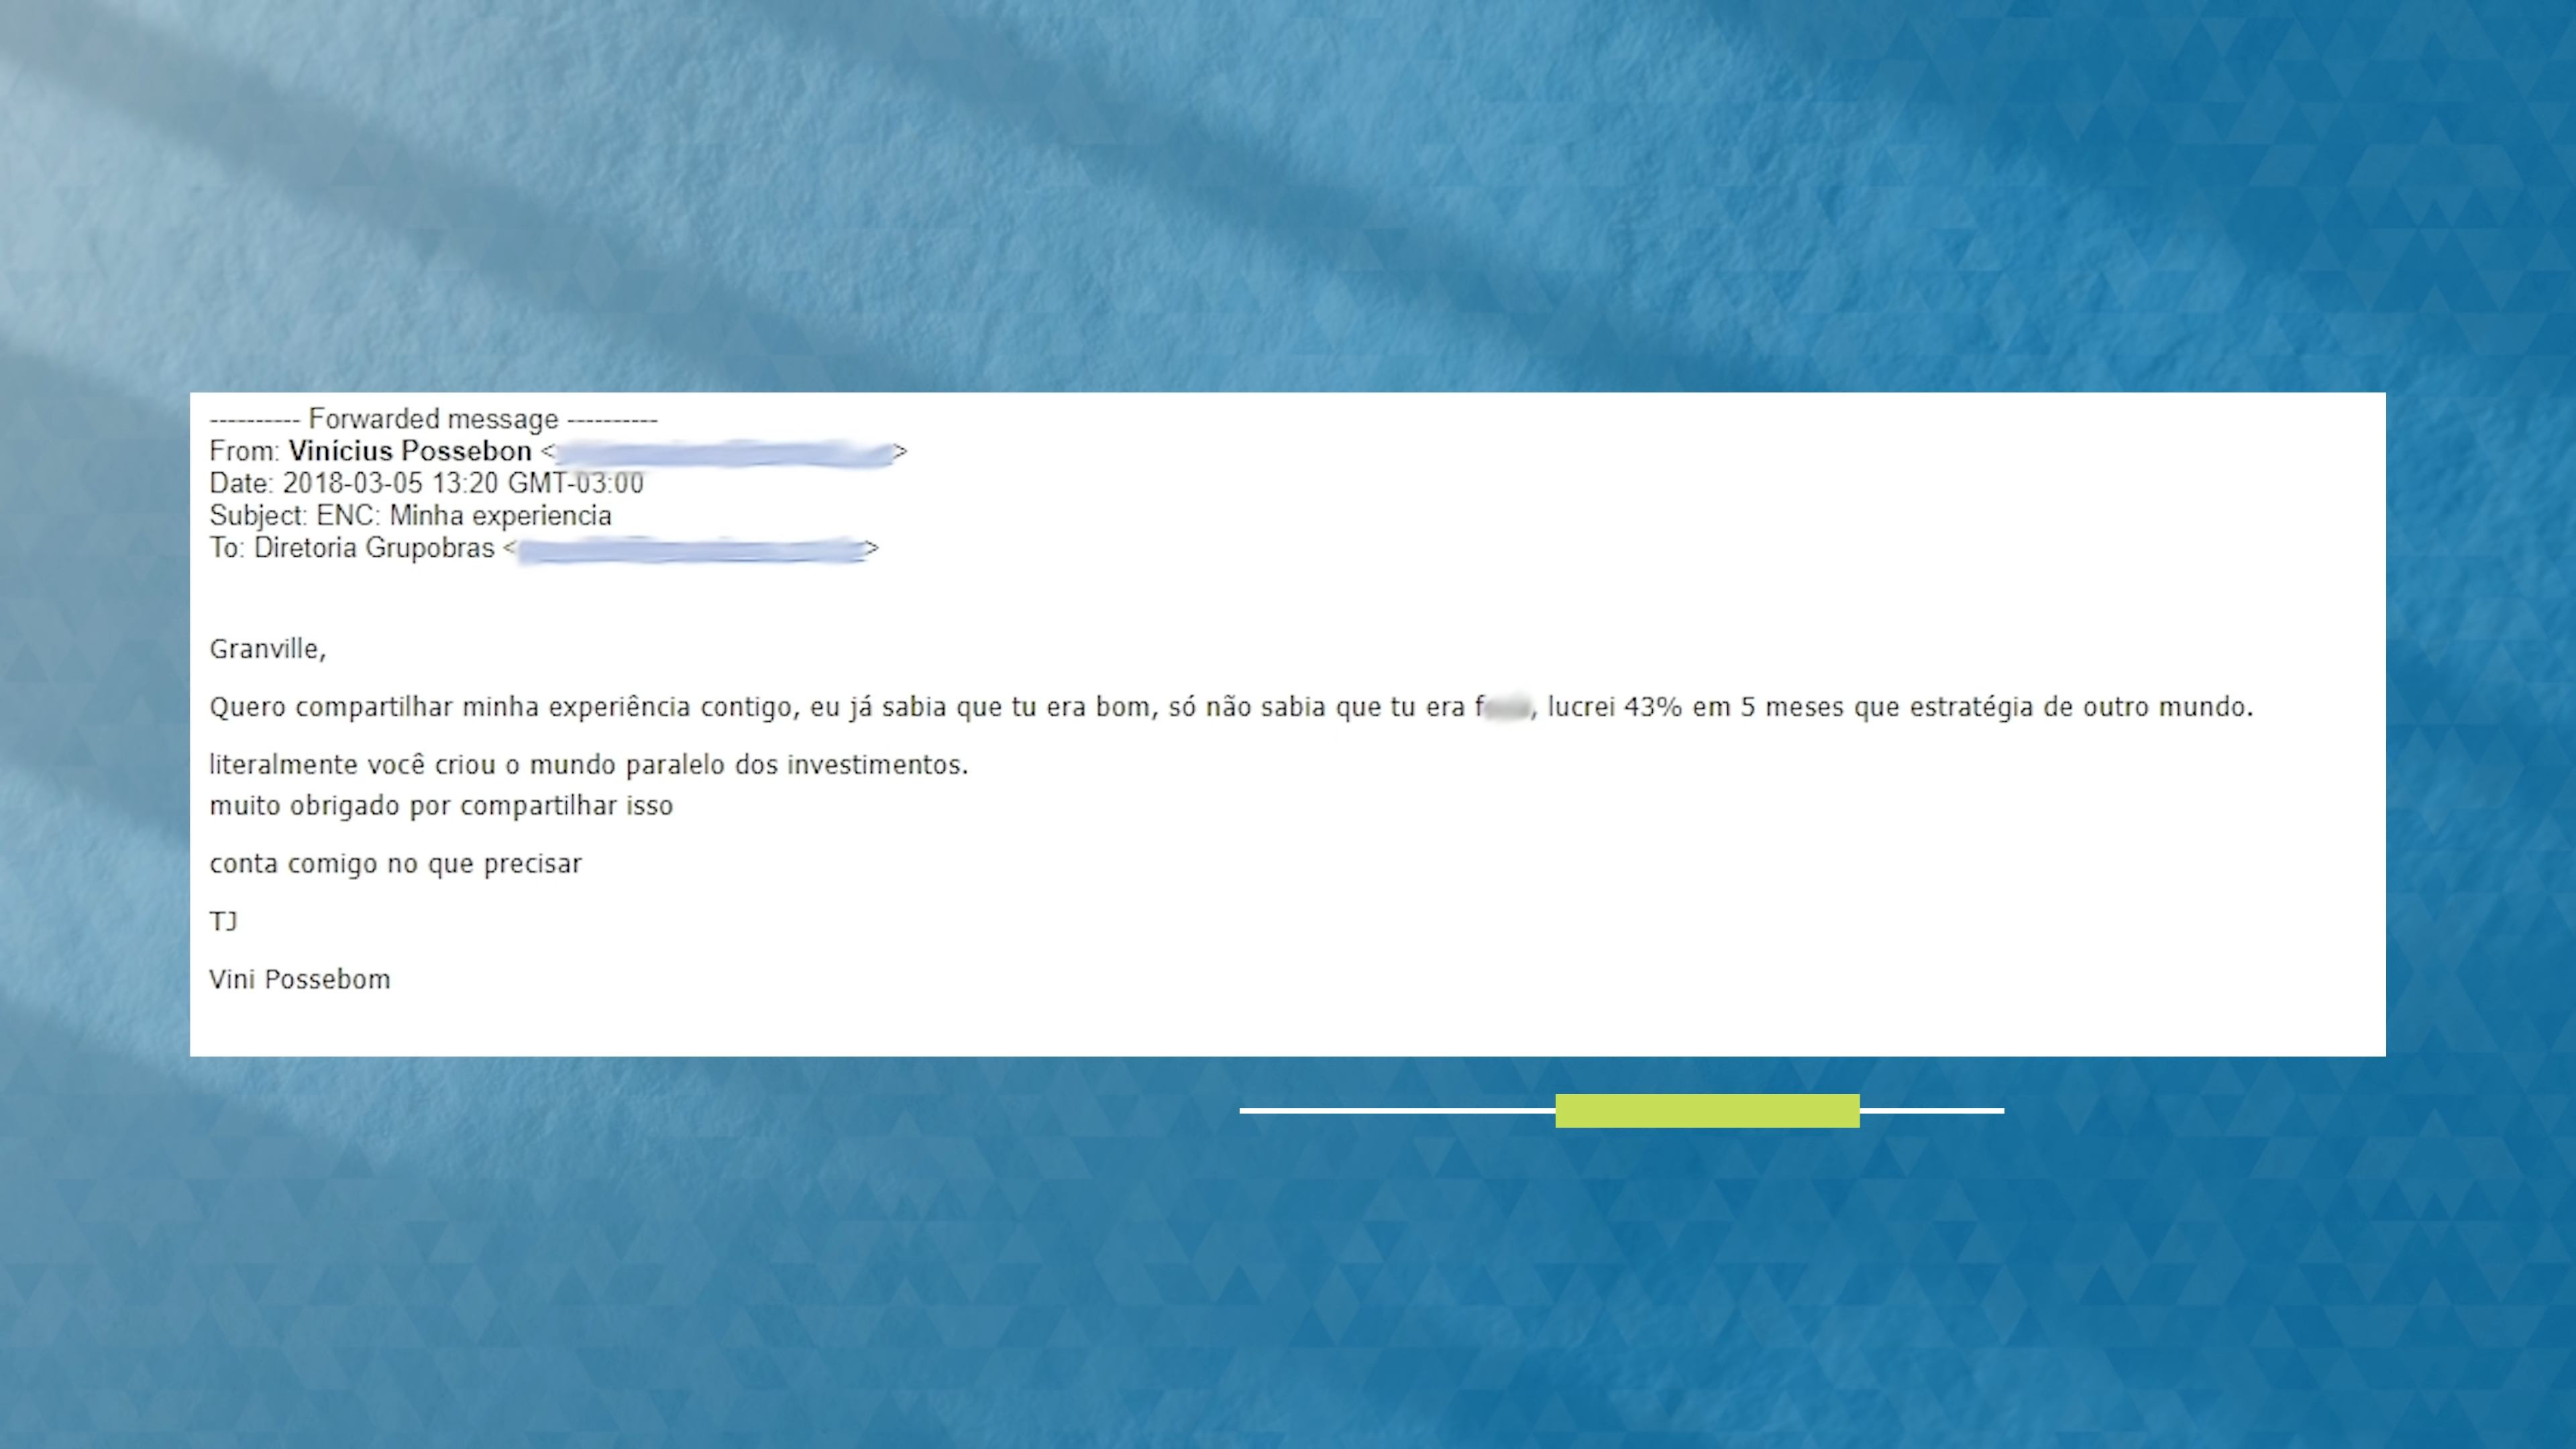 ---------- Forwarded message ----------
From: Vinícius Possebon < >
Date: 2018-03-05 13:20 GMT-03:00
Subject: ENC: Minha experiencia
To: Diretoria Grupobras < >
Granville,
Quero compartilhar minha experiência contigo, eu já sabia que tu era bom, só não sabia que tu era , lucrei 43% em 5 meses que estratégia de outro mundo.
literalmente você criou o mundo paralelo dos investimentos.
muito obrigado por compartilhar isso
conta comigo no que precisar
TJ
Vini Possebom